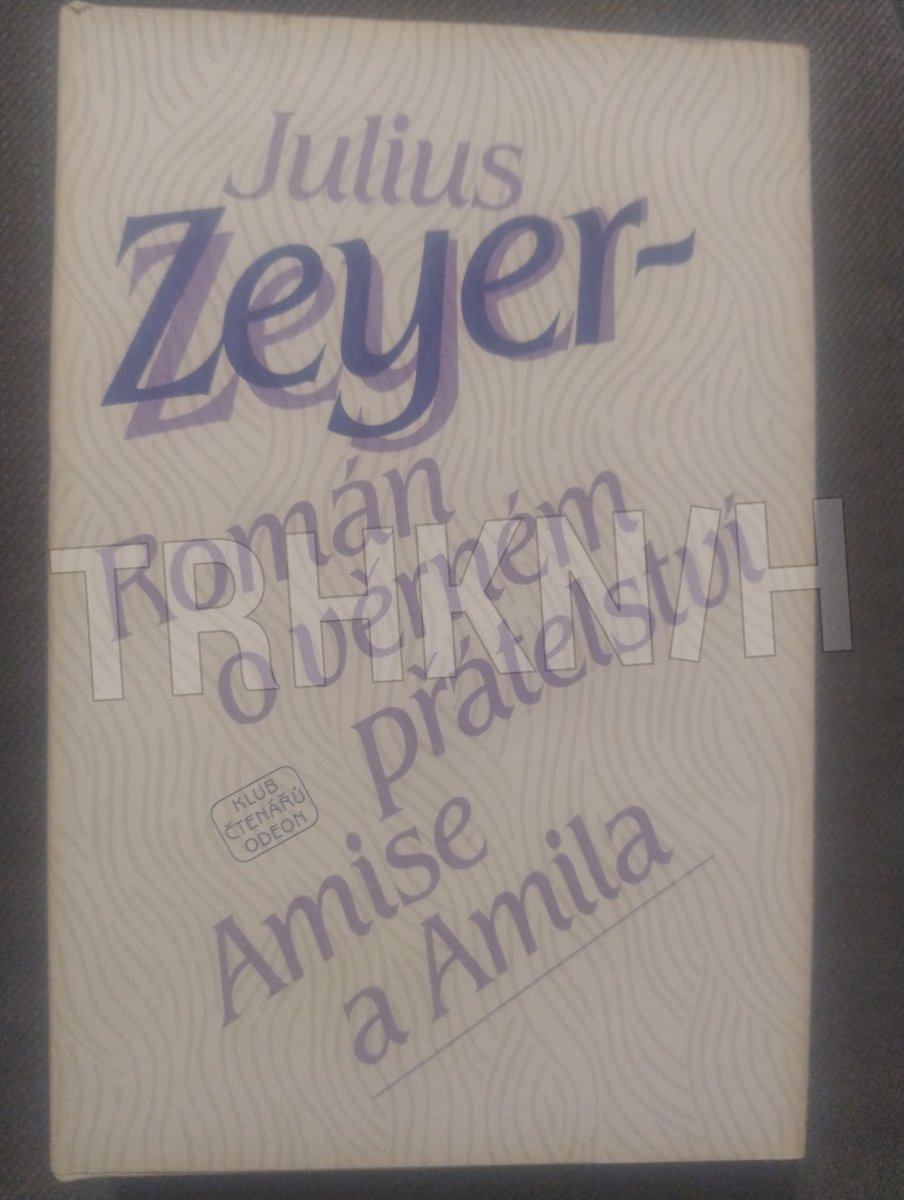 Julius
Zeyer-
Román
o věrném
přátelství
Amise
a Amila
KLUB
ČTENÁŘŮ
ODEON
TRHKNIH